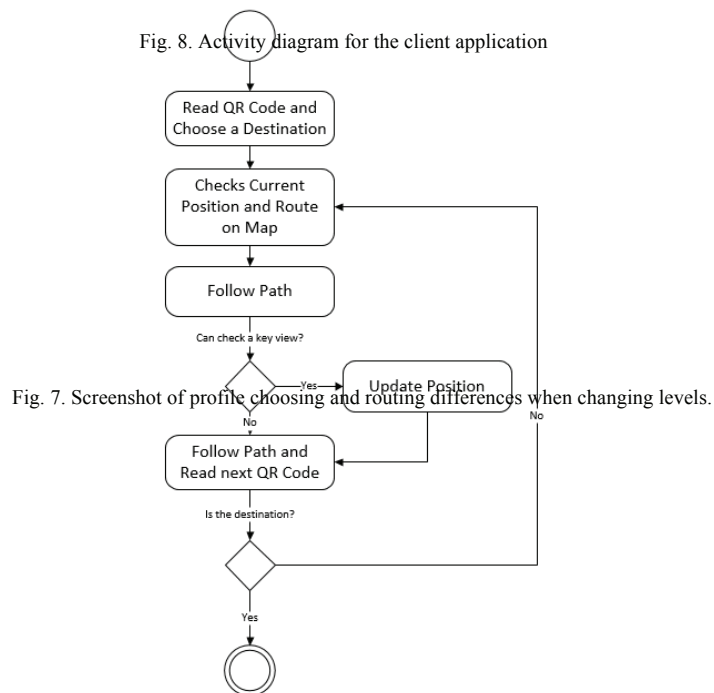 Fig. 8. Activity diagram for the client application
Read QR Code and
Choose a Destination
Checks Current
Position and Route
on Map
Follow Path
Can check a key view?
Yes
Update Position
Fig. 7. Screenshot of profile choosing and routing differences when changing levels.
No
No
Follow Path and
Read next QR Code
Is the destination?
Yes